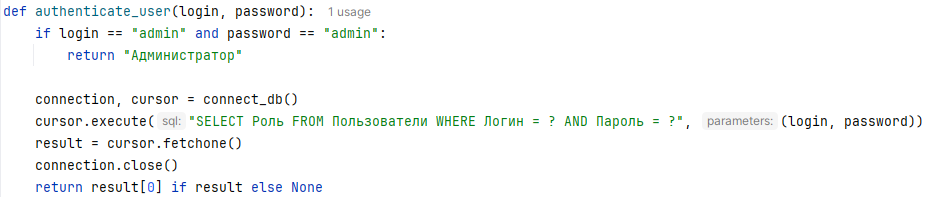 def authenticate_user(login, password): 1 usage
    if login == "admin" and password == "admin":
        return "Администратор"

    connection, cursor = connect_db()
    cursor.execute( sql: "SELECT Роль FROM Пользователи WHERE Логин = ? AND Пароль = ?", parameters: (login, password))
    result = cursor.fetchone()
    connection.close()
    return result[0] if result else None